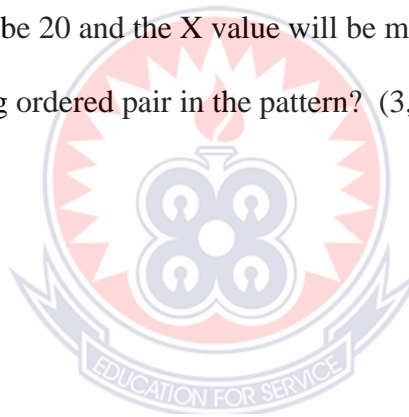 be 20 and the X value will be m
g ordered pair in the pattern? (3,
EDUCATION FOR SERVICE